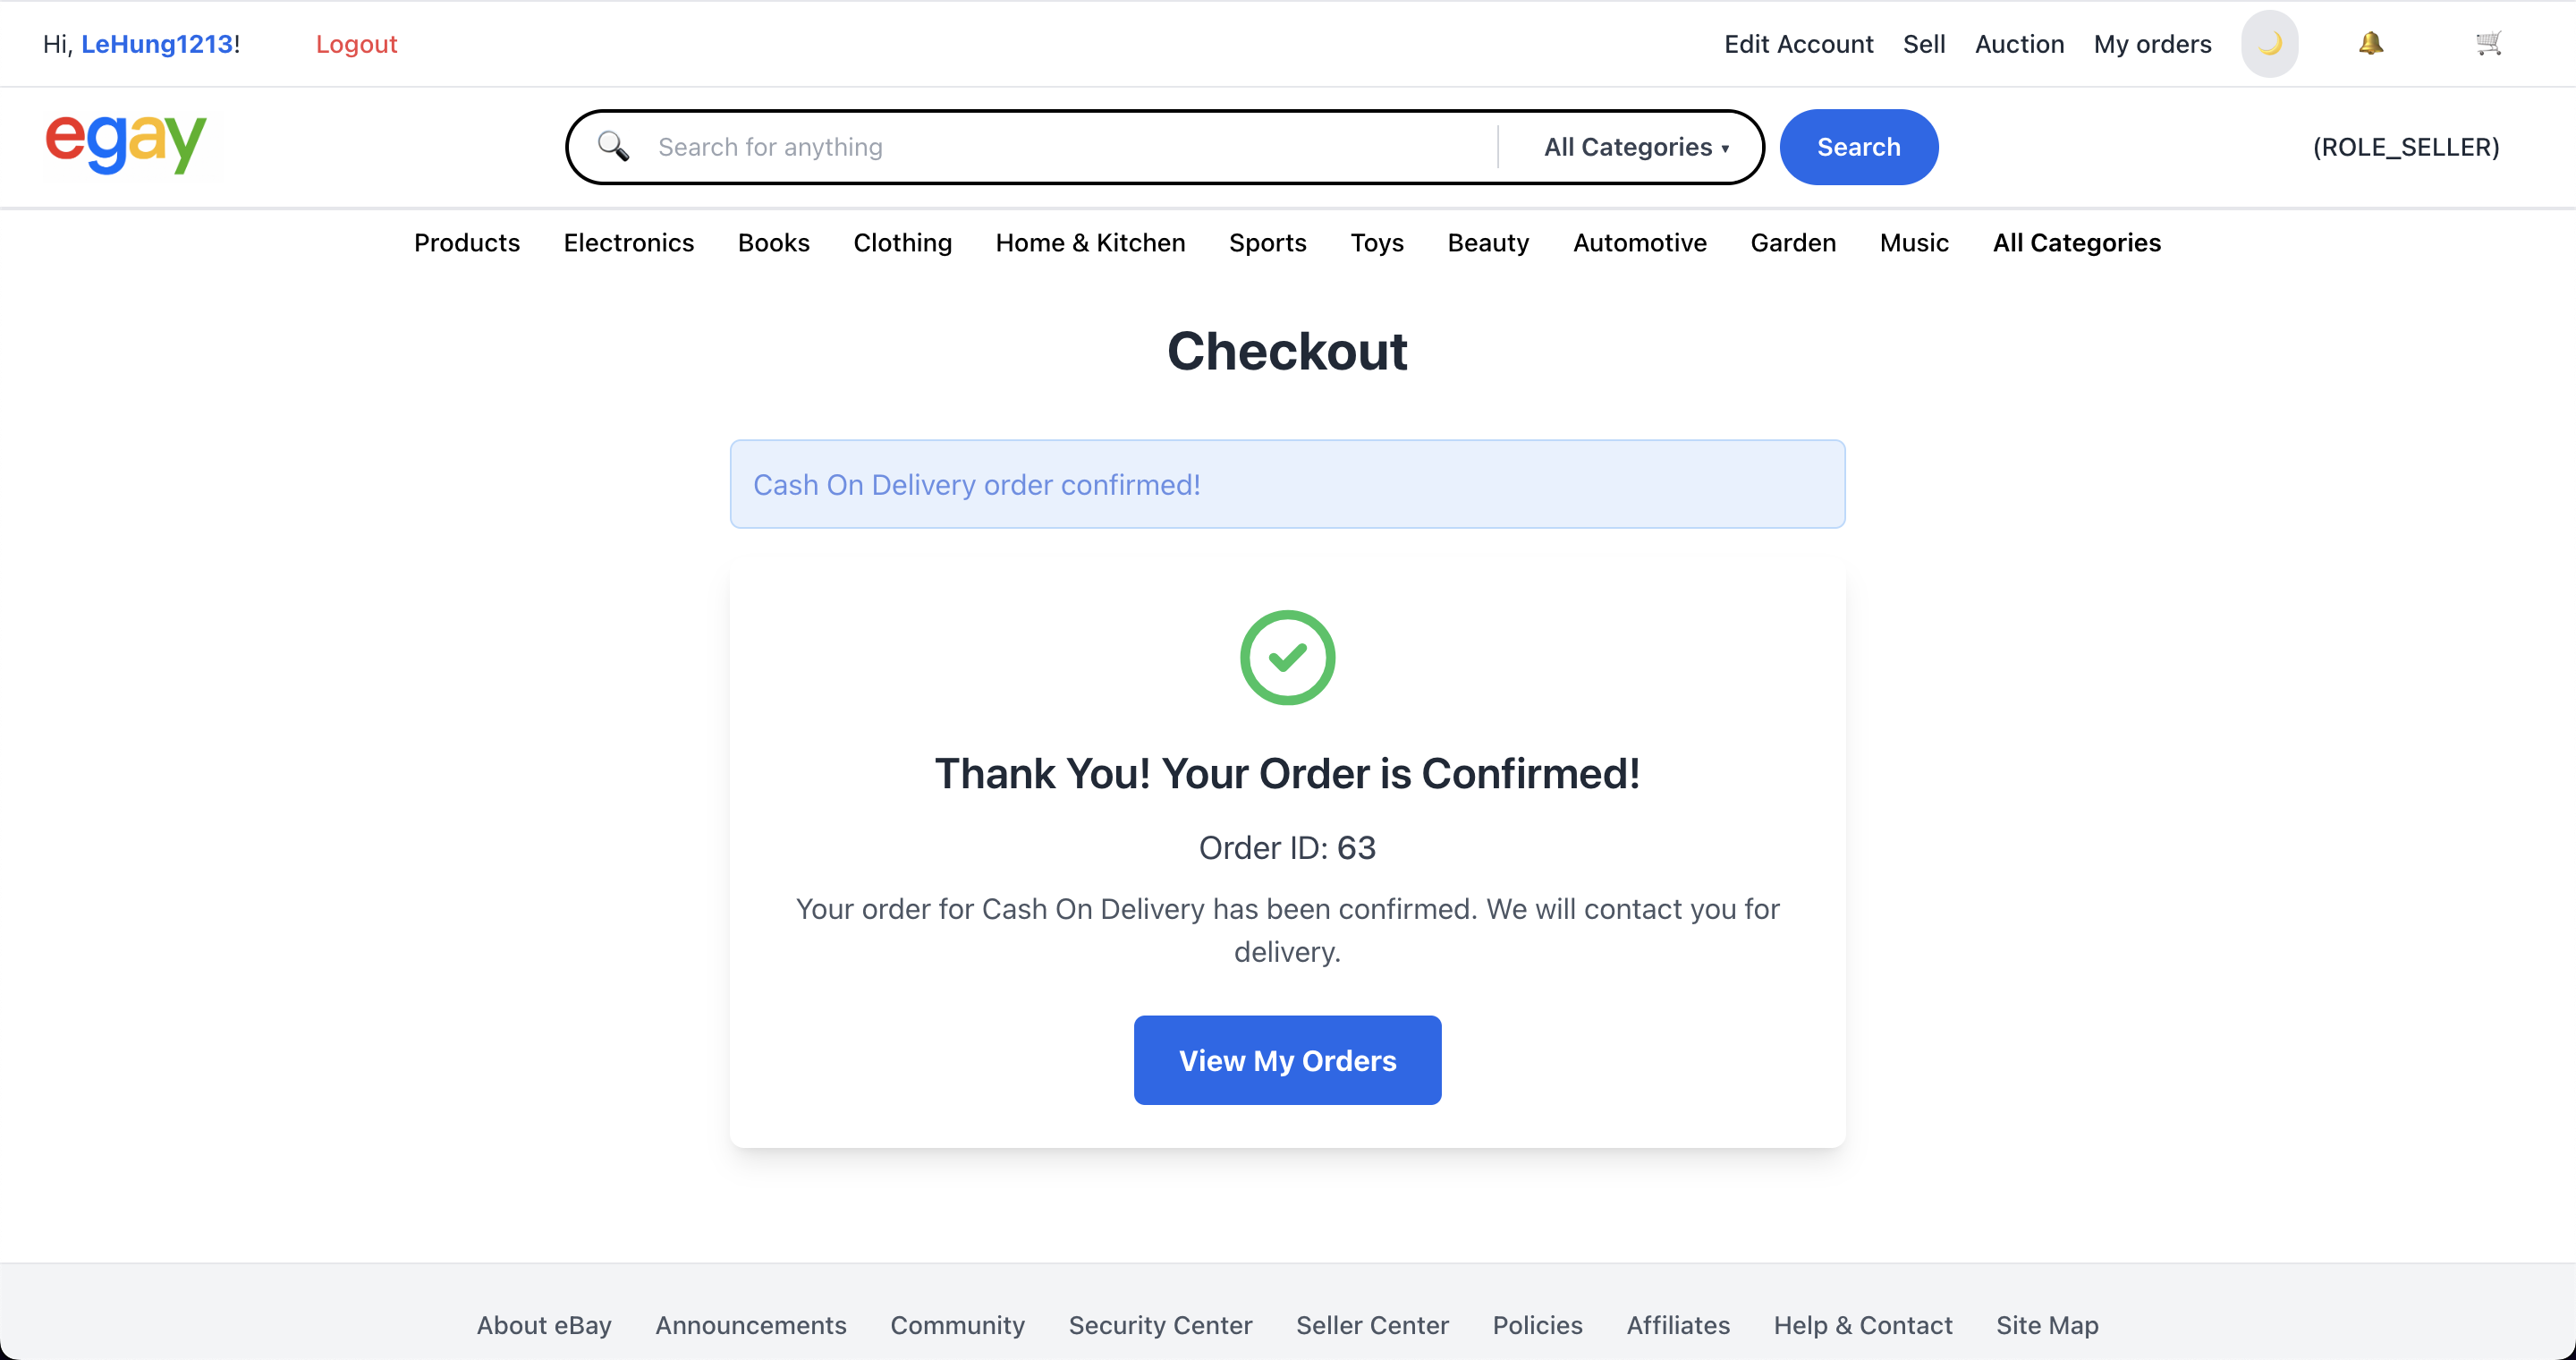 Hi, LeHung1213! Logout Edit Account Sell Auction My orders
egay Search for anything All Categories ▾ Search (ROLE_SELLER)
Products Electronics Books Clothing Home & Kitchen Sports Toys Beauty Automotive Garden Music All Categories
Checkout
Cash On Delivery order confirmed!
Thank You! Your Order is Confirmed!
Order ID: 63
Your order for Cash On Delivery has been confirmed. We will contact you for
delivery.
View My Orders
About eBay Announcements Community Security Center Seller Center Policies Affiliates Help & Contact Site Map